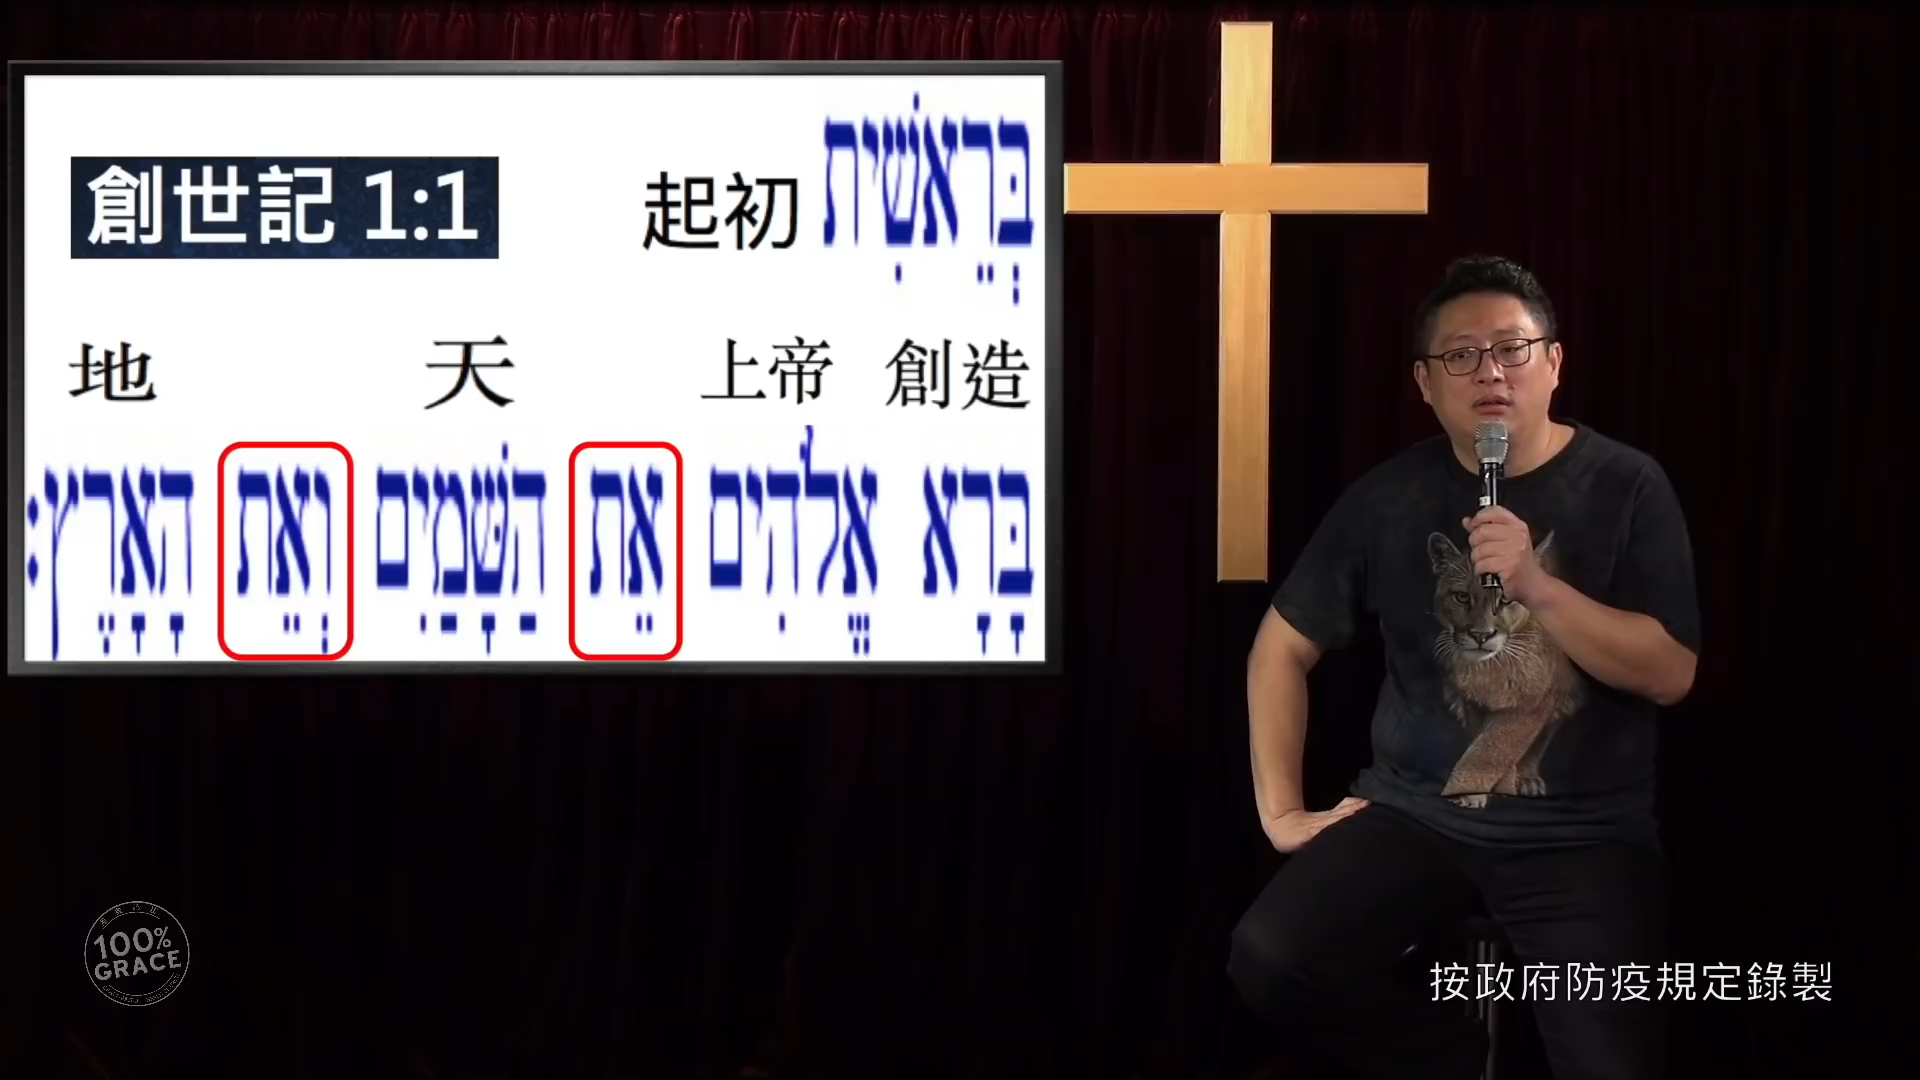 創世記 1:1
起初 בְּרֵאשִׁית
地 天 上帝 創造
בָּרָא אֱלֹהִים אֵת הַשָּׁמַיִם וְאֵת הָאָרֶץ׃
100%
GRACE
按政府防疫規定錄製